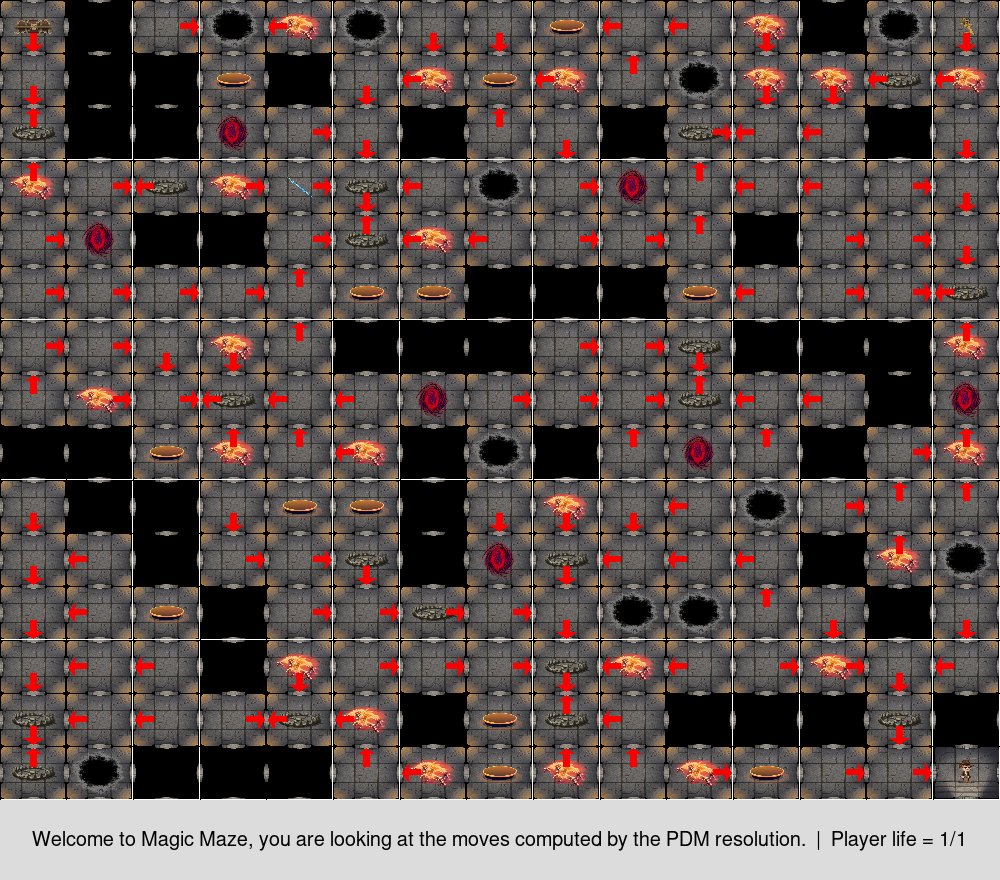 Welcome to Magic Maze, you are looking at the moves computed by the PDM resolution.  |  Player life = 1/1